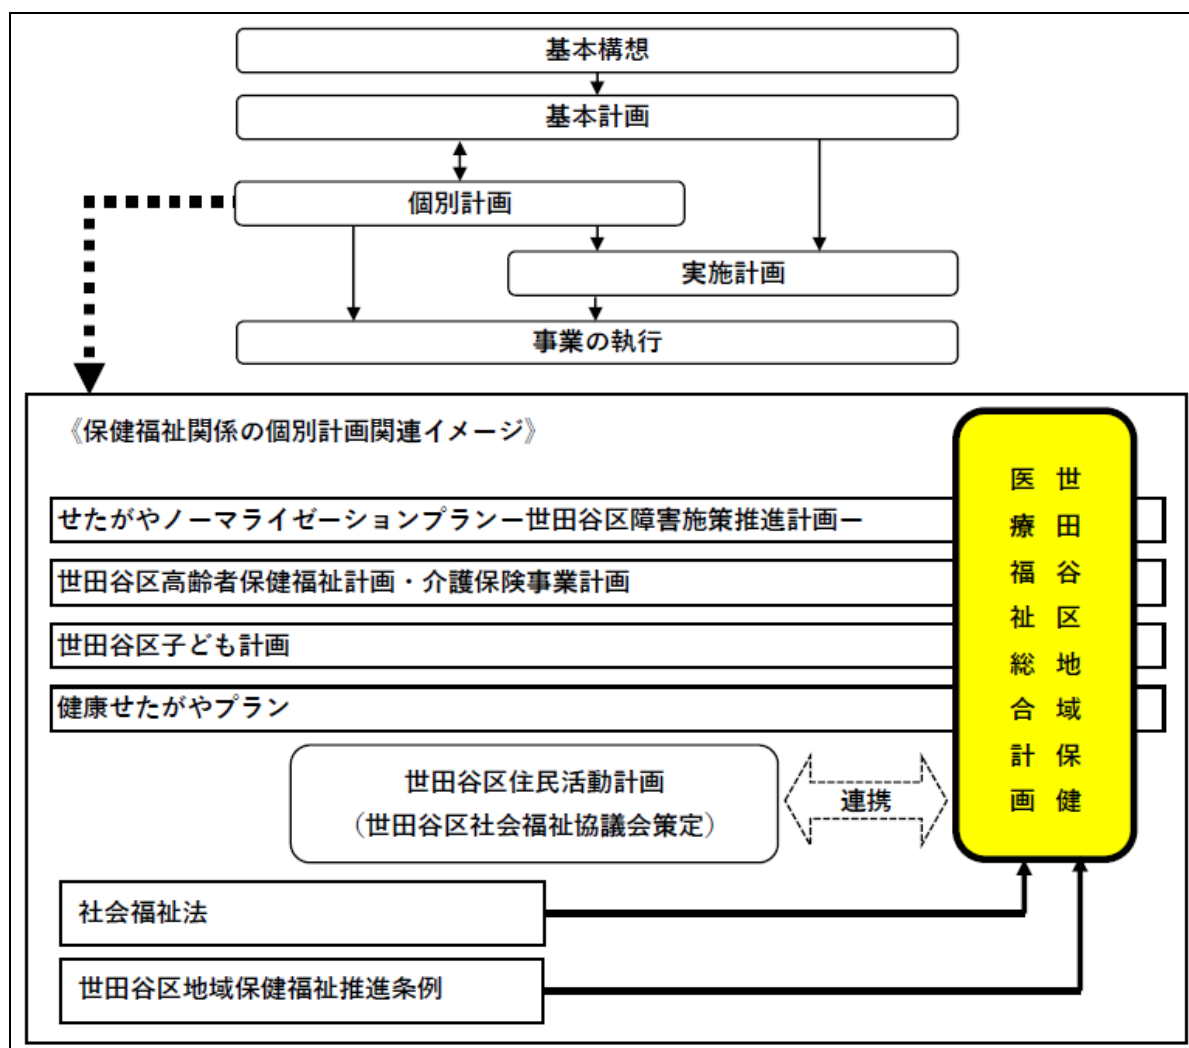 基本構想
基本計画
個別計画
実施計画
事業の執行
《保健福祉関係の個別計画関連イメージ》
せたがやノーマライゼーションプランー世田谷区障害施策推進計画ー
世田谷区高齢者保健福祉計画・介護保険事業計画
世田谷区子ども計画
健康せたがやプラン
世田谷区地域保健
医療福祉総合計画
世田谷区住民活動計画
（世田谷区社会福祉協議会策定）
連携
社会福祉法
世田谷区地域保健福祉推進条例